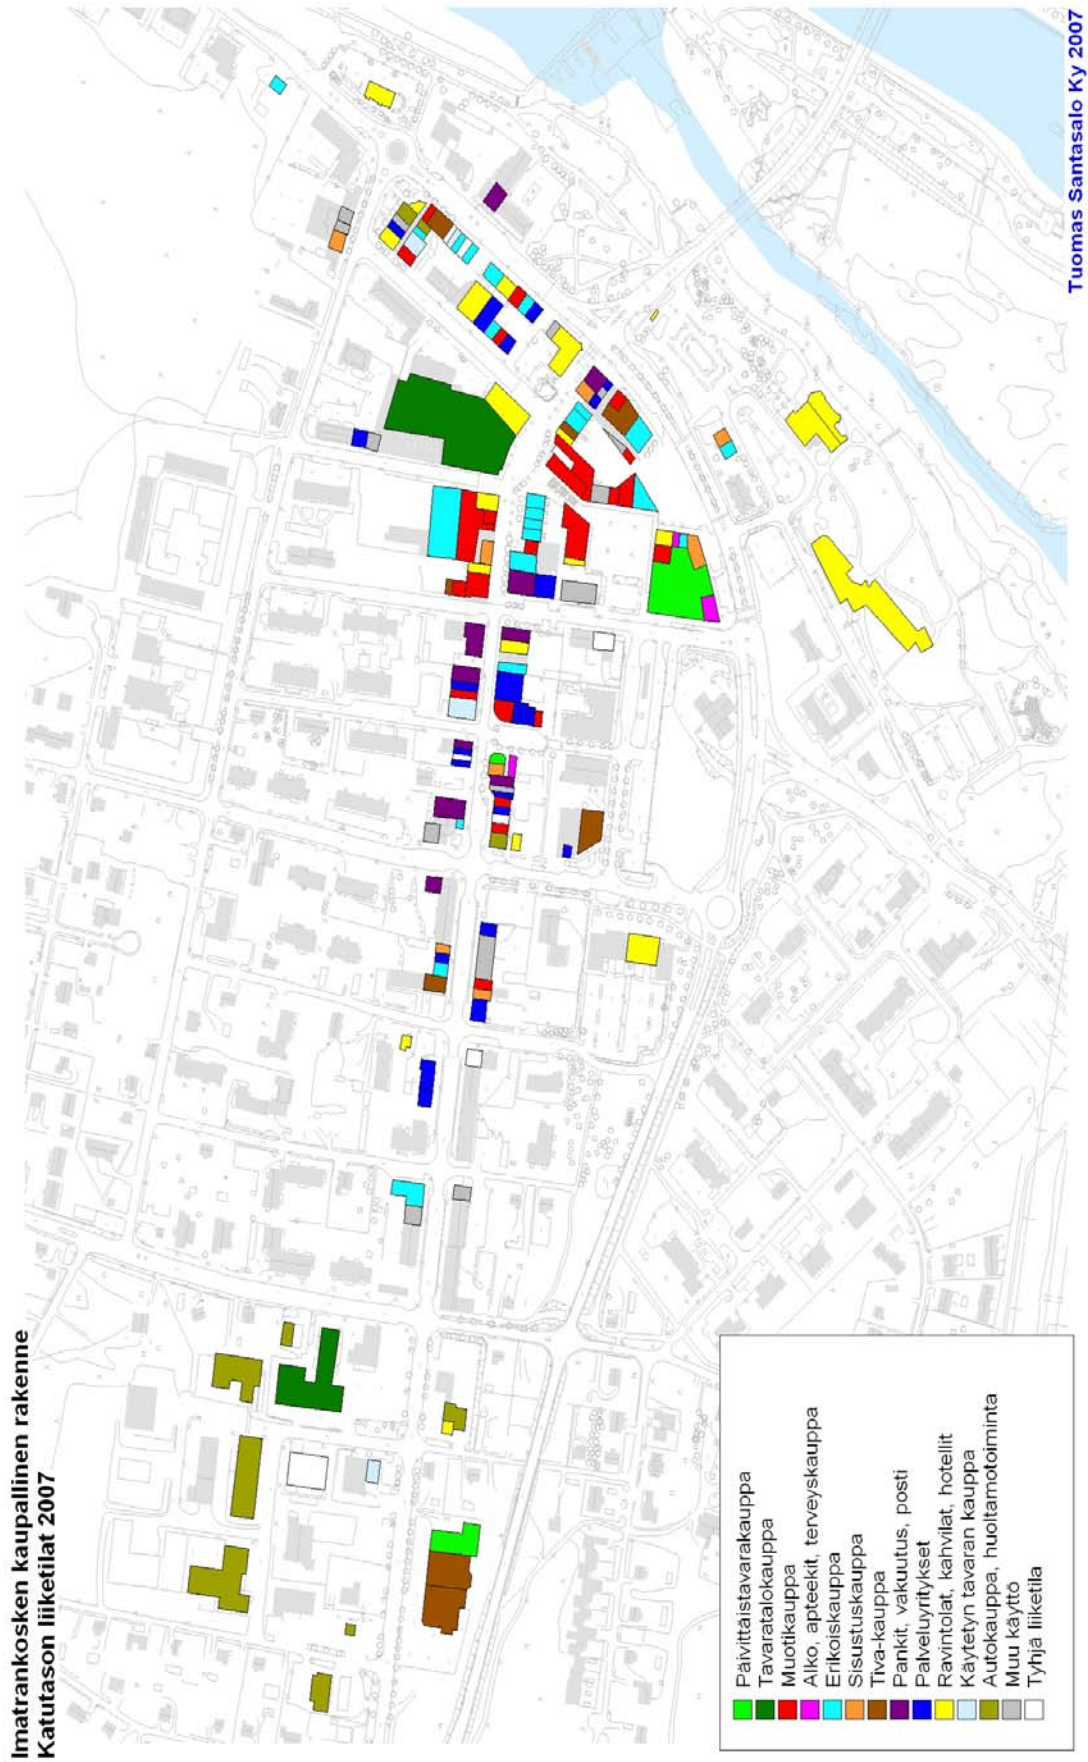 Imatrankosken kaupallinen rakenne
Katutason liiketilat 2007
Päivittäistavarakauppa
Tavaratalokauppa
Muotikauppa
Alko, apteekit, terveyskauppa
Erikoiskauppa
Sisustuskauppa
Tiva-kauppa
Pankit, vakuutus, posti
Palveluyritykset
Ravintolat, kahvilat, hotellit
Käytetyn tavaran kauppa
Autokauppa, huoltamotoiminta
Muu käyttö
Tyhjä liiketila
Tuomas Santasalo Ky 2007